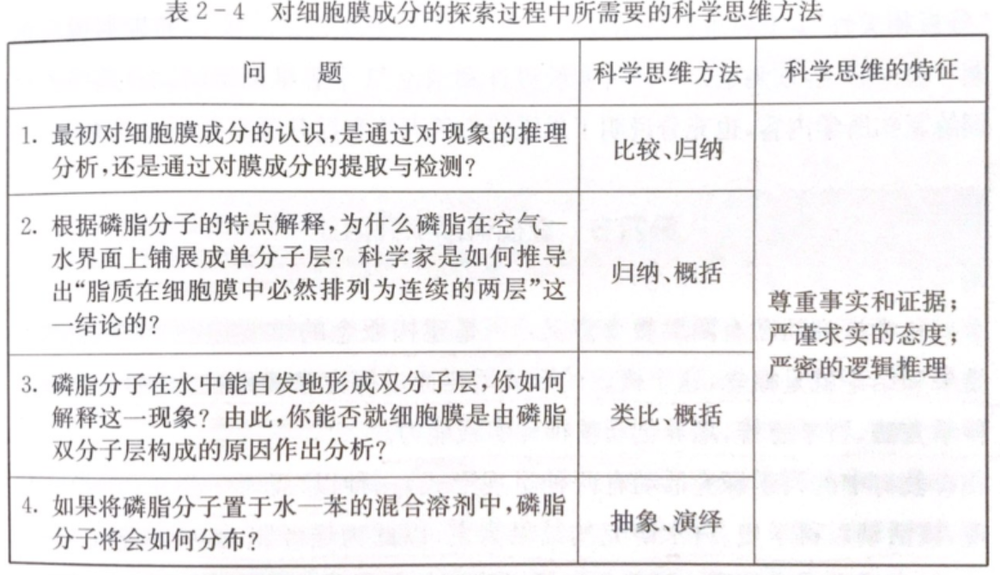 表 2-4 对细胞膜成分的探索过程中所需要的科学思维方法
问 题
科学思维方法
科学思维的特征
1. 最初对细胞膜成分的认识,是通过对现象的推理
分析,还是通过对膜成分的提取与检测?
比较、归纳
2. 根据磷脂分子的特点解释,为什么磷脂在空气—
水界面上铺展成单分子层? 科学家是如何推导
出“脂质在细胞膜中必然排列为连续的两层”这
一结论的?
归纳、概括
3. 磷脂分子在水中能自发地形成双分子层,你如何
解释这一现象? 由此,你能否就细胞膜是由磷脂
双分子层构成的原因作出分析?
类比、概括
4. 如果将磷脂分子置于水—苯的混合溶剂中,磷脂
分子将会如何分布?
抽象、演绎
尊重事实和证据;
严谨求实的态度;
严密的逻辑推理